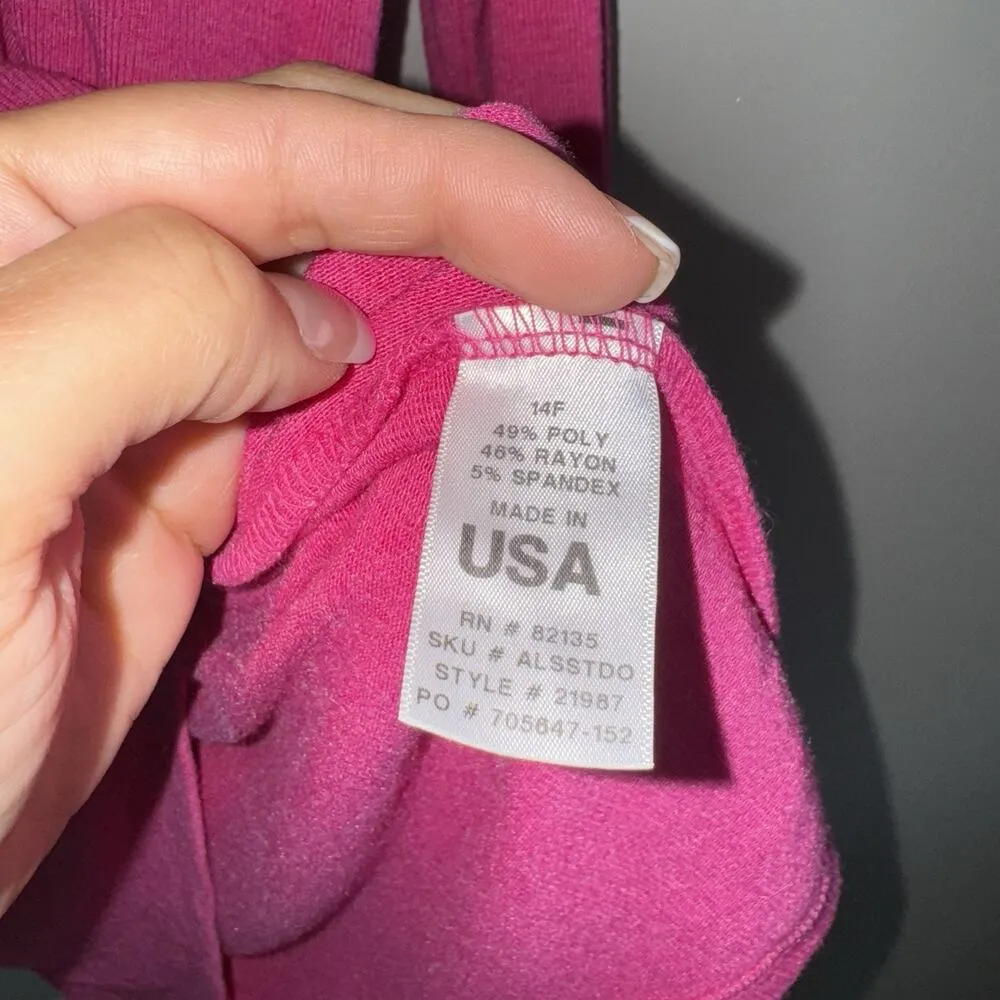 14F
49% POLY
46% RAYON
5% SPANDEX
MADE IN
USA
RN # 82135
SKU # ALSSTDO
STYLE # 21987
PO # 705647-152